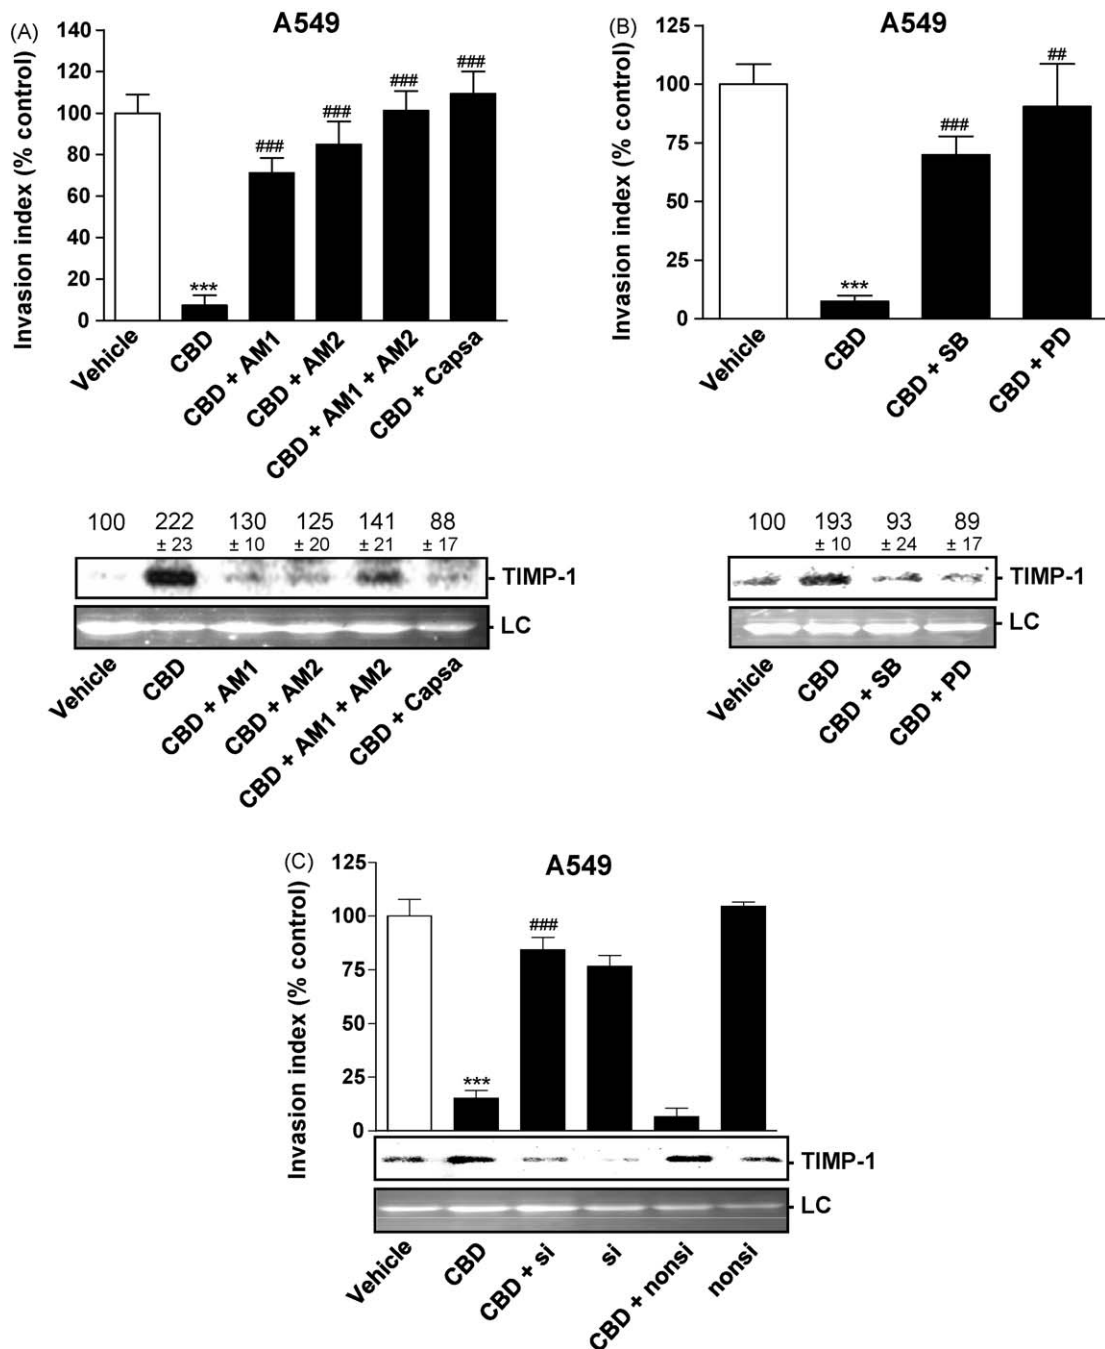 (A)
A549
Invasion index (% control)
140
120
100
80
60
40
20
0
***
###
###
###
###
Vehicle
CBD
CBD + AM1
CBD + AM2
CBD + AM1 + AM2
CBD + Capsa
100 222 130 125 141 88
± 23 ± 10 ± 20 ± 21 ± 17
TIMP-1
LC
Vehicle
CBD
CBD + AM1
CBD + AM2
CBD + AM1 + AM2
CBD + Capsa
(B)
A549
Invasion index (% control)
125
100
75
50
25
0
***
###
##
Vehicle
CBD
CBD + SB
CBD + PD
100 193 93 89
± 10 ± 24 ± 17
TIMP-1
LC
Vehicle
CBD
CBD + SB
CBD + PD
(C)
A549
Invasion index (% control)
125
100
75
50
25
0
***
###
TIMP-1
LC
Vehicle
CBD
CBD + si
si
CBD + nonsi
nonsi